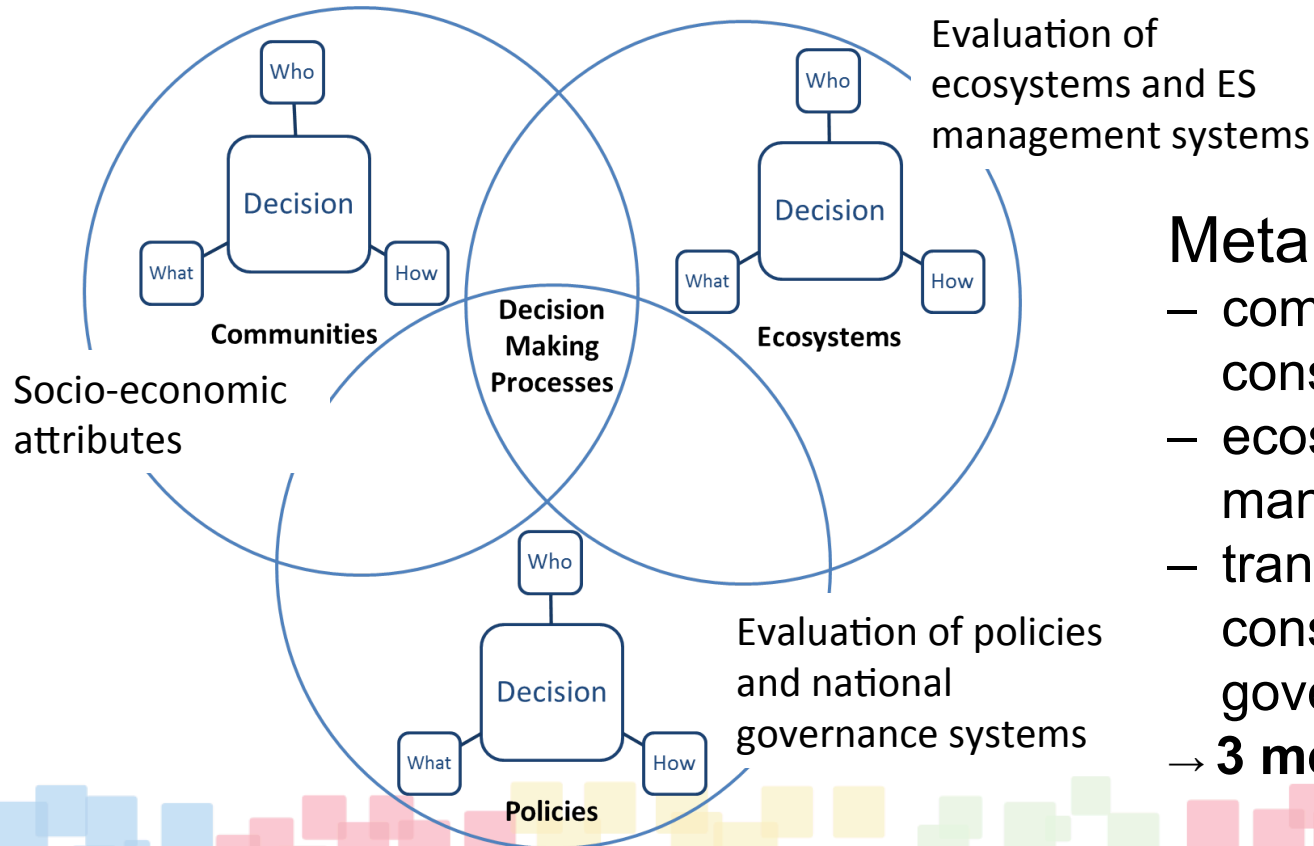 Who
Decision
What
How
Communities
Socio-economic
attributes
Who
Decision
What
How
Ecosystems
Evaluation of
ecosystems and ES
management systems
Decision
Making
Processes
Who
Decision
What
How
Policies
Evaluation of policies
and national
governance systems
Meta
– com
cons
– ecos
man
– tran
cons
gove
→ 3 m